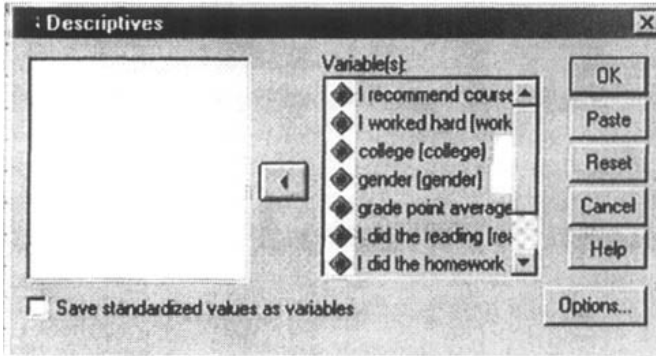 Descriptives
Variable(s):
I recommend course
I worked hard [work
college [college]
gender [gender]
grade point average
I did the reading [rea
I did the homework
OK
Paste
Reset
Cancel
Help
Save standardized values as variables
Options...